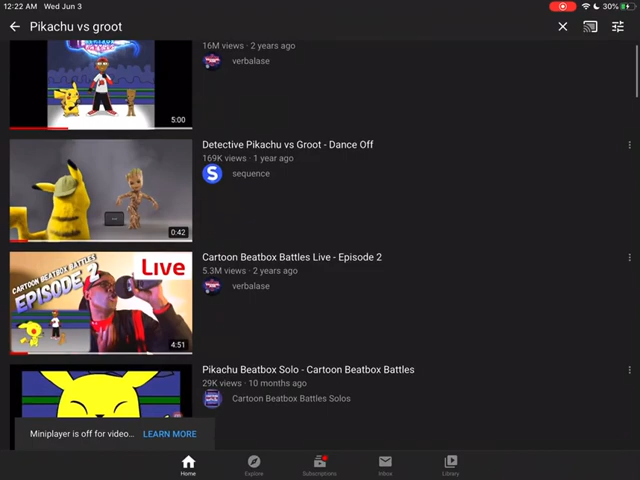 12:22 AM Wed Jun 3
30%
Pikachu vs groot
16M views · 2 years ago
verbalase
5:00
Detective Pikachu vs Groot - Dance Off
169K views · 1 year ago
S sequence
0:42
Cartoon Beatbox Battles Live - Episode 2
5.3M views · 2 years ago
verbalase
Live
CARTOON BEATBOX BATTLES
EPISODE 2
4:51
Pikachu Beatbox Solo - Cartoon Beatbox Battles
29K views · 10 months ago
Cartoon Beatbox Battles Solos
Miniplayer is off for video... LEARN MORE
Home Explore Subscriptions Inbox Library